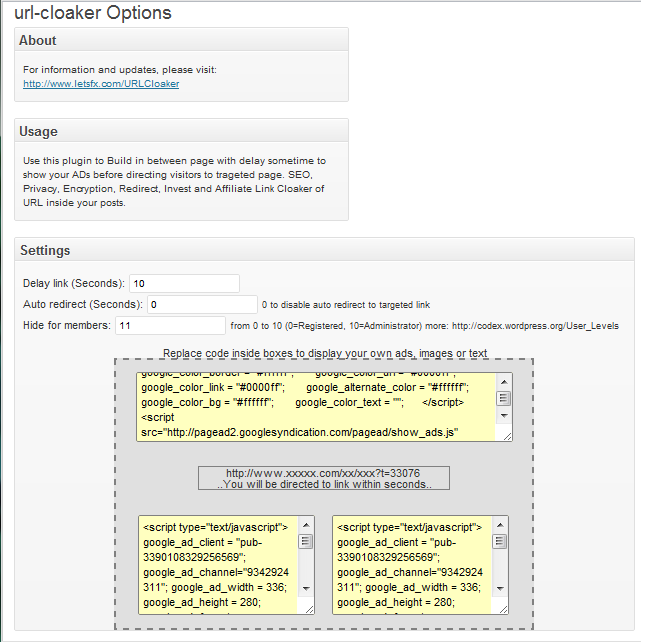 url-cloaker Options
About
For information and updates, please visit:
http://www.letsfx.com/URLCloaker
Usage
Use this plugin to Build in between page with delay sometime to
show your ADs before directing visitors to trageted page. SEO,
Privacy, Encryption, Redirect, Invest and Affiliate Link Cloaker of
URL inside your posts.
Settings
Delay link (Seconds): 10
Auto redirect (Seconds): 0 0 to disable auto redirect to targeted link
Hide for members: 11 from 0 to 10 (0=Registered, 10=Administrator) more: http://codex.wordpress.org/User_Levels
Replace code inside boxes to display your own ads, images or text
google_color_link = "#0000ff"; google_alternate_color = "#ffffff";
google_color_bg = "#ffffff"; google_color_text = ""; </script>
<script
src="http://pagead2.googlesyndication.com/pagead/show_ads.js"
http://www.xxxxx.com/xx/xxx?t=33076
..You will be directed to link within seconds..
<script type="text/javascript">
google_ad_client = "pub-
3390108329256569";
google_ad_channel="9342924
311"; google_ad_width = 336;
google_ad_height = 280;
<script type="text/javascript">
google_ad_client = "pub-
3390108329256569";
google_ad_channel="9342924
311"; google_ad_width = 336;
google_ad_height = 280;